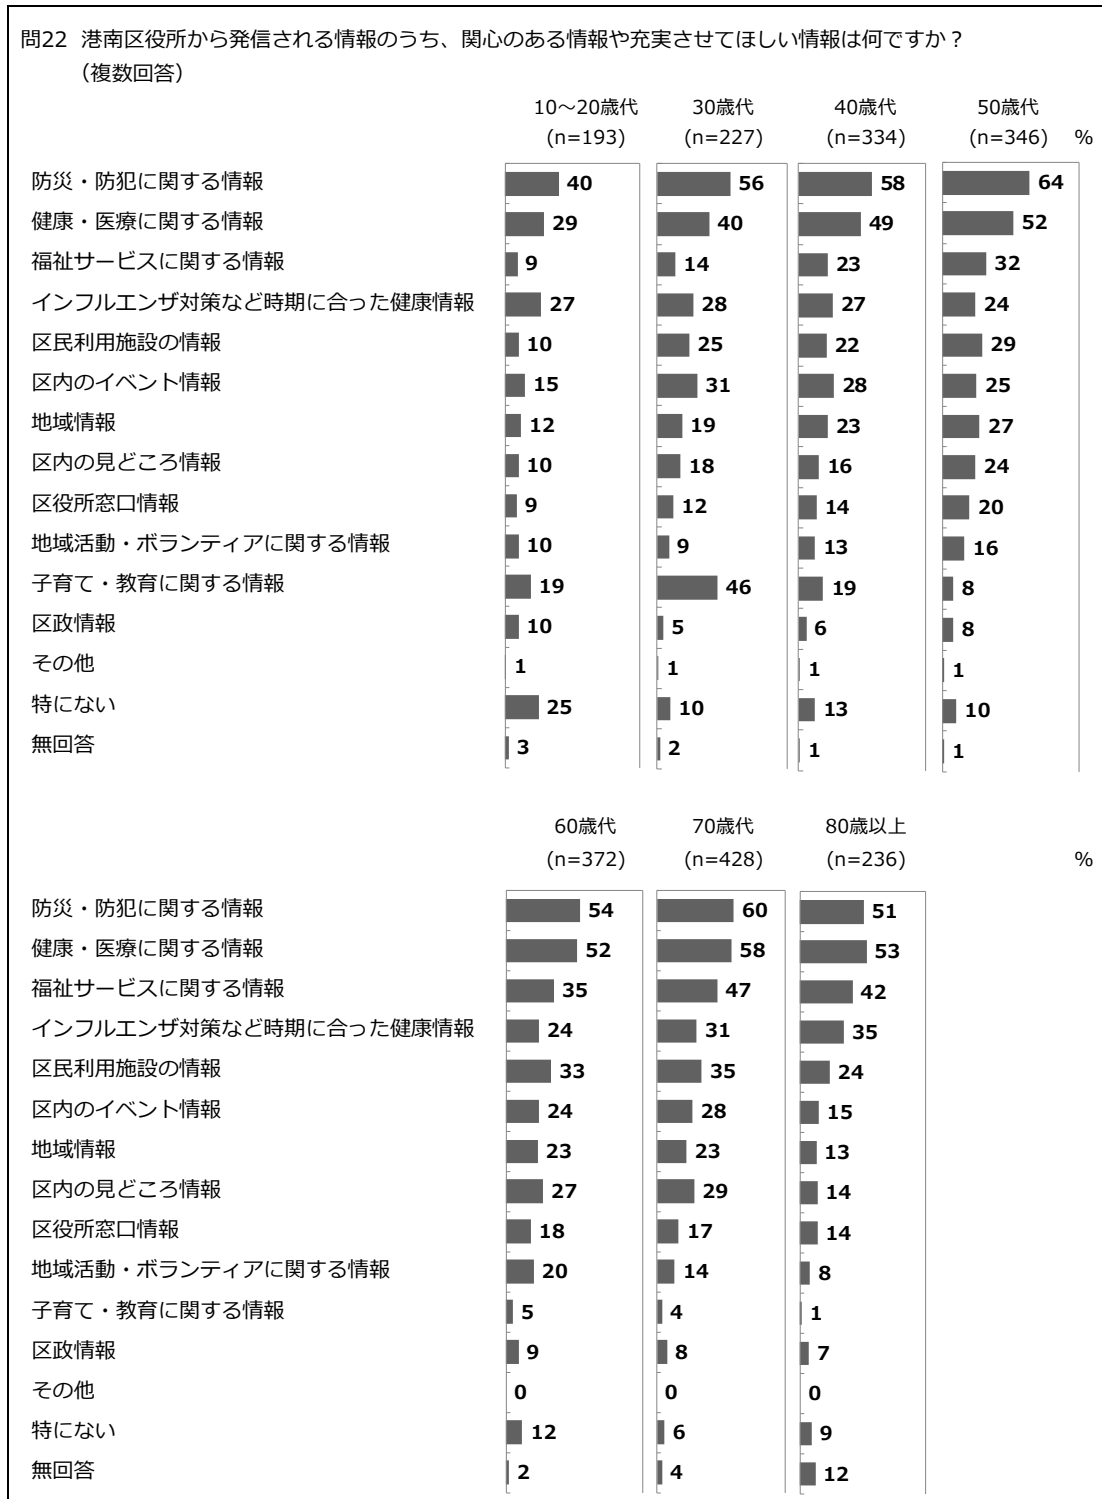 問22 港南区役所から発信される情報のうち、関心のある情報や充実させてほしい情報は何ですか？
（複数回答）
10～20歳代 30歳代 40歳代 50歳代
(n=193) (n=227) (n=334) (n=346) %
防災・防犯に関する情報 40 56 58 64
健康・医療に関する情報 29 40 49 52
福祉サービスに関する情報 9 14 23 32
インフルエンザ対策など時期に合った健康情報 27 28 27 24
区民利用施設の情報 10 25 22 29
区内のイベント情報 15 31 28 25
地域情報 12 19 23 27
区内の見どころ情報 10 18 16 24
区役所窓口情報 9 12 14 20
地域活動・ボランティアに関する情報 10 9 13 16
子育て・教育に関する情報 19 46 19 8
区政情報 10 5 6 8
その他 1 1 1 1
特にない 25 10 13 10
無回答 3 2 1 1
60歳代 70歳代 80歳以上
(n=372) (n=428) (n=236) %
防災・防犯に関する情報 54 60 51
健康・医療に関する情報 52 58 53
福祉サービスに関する情報 35 47 42
インフルエンザ対策など時期に合った健康情報 24 31 35
区民利用施設の情報 33 35 24
区内のイベント情報 24 28 15
地域情報 23 23 13
区内の見どころ情報 27 29 14
区役所窓口情報 18 17 14
地域活動・ボランティアに関する情報 20 14 8
子育て・教育に関する情報 5 4 1
区政情報 9 8 7
その他 0 0 0
特にない 12 6 9
無回答 2 4 12